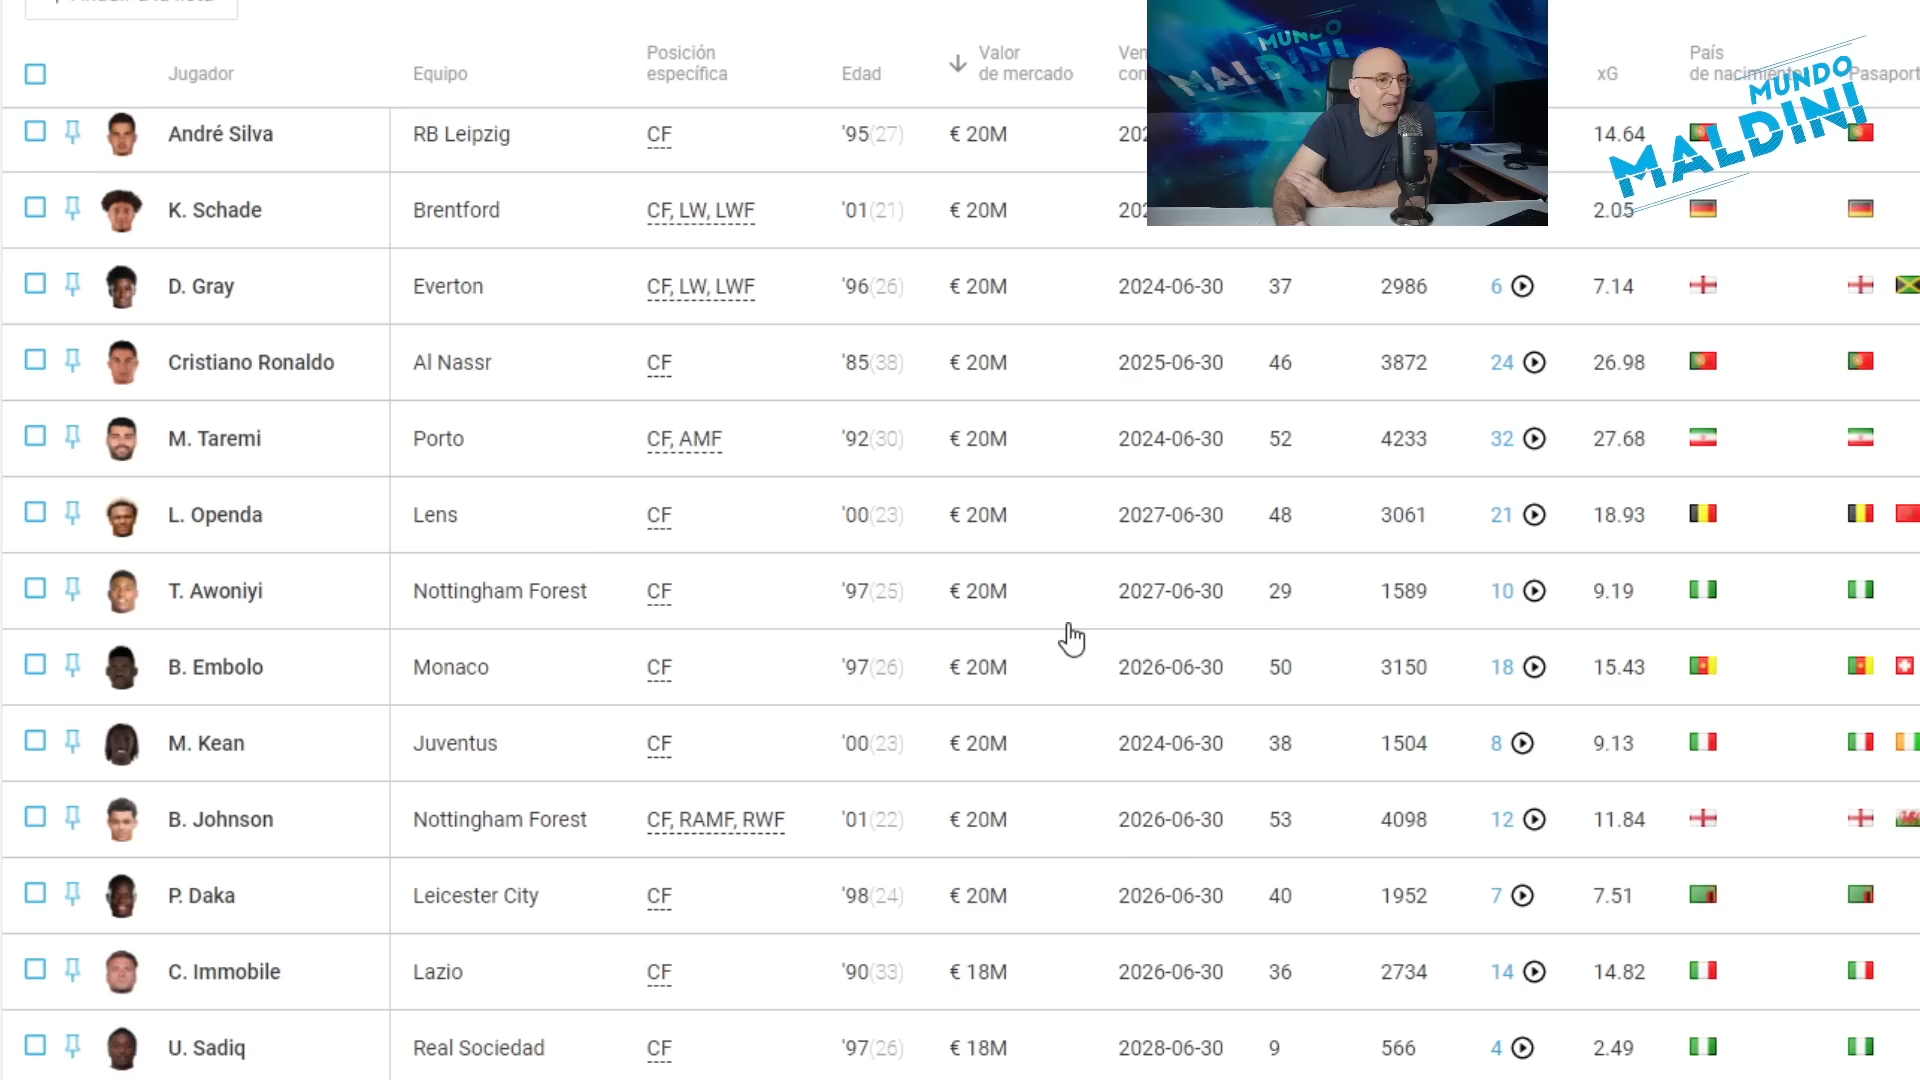 Añadir a la lista
Jugador Equipo Posición específica Edad Valor de mercado xG País de nacimiento Pasaport
André Silva RB Leipzig CF '95(27) € 20M 202 14.64
K. Schade Brentford CF, LW, LWF '01(21) € 20M 202 2.05
D. Gray Everton CF, LW, LWF '96(26) € 20M 2024-06-30 37 2986 6 7.14
Cristiano Ronaldo Al Nassr CF '85(38) € 20M 2025-06-30 46 3872 24 26.98
M. Taremi Porto CF, AMF '92(30) € 20M 2024-06-30 52 4233 32 27.68
L. Openda Lens CF '00(23) € 20M 2027-06-30 48 3061 21 18.93
T. Awoniyi Nottingham Forest CF '97(25) € 20M 2027-06-30 29 1589 10 9.19
B. Embolo Monaco CF '97(26) € 20M 2026-06-30 50 3150 18 15.43
M. Kean Juventus CF '00(23) € 20M 2024-06-30 38 1504 8 9.13
B. Johnson Nottingham Forest CF, RAMF, RWF '01(22) € 20M 2026-06-30 53 4098 12 11.84
P. Daka Leicester City CF '98(24) € 20M 2026-06-30 40 1952 7 7.51
C. Immobile Lazio CF '90(33) € 18M 2026-06-30 36 2734 14 14.82
U. Sadiq Real Sociedad CF '97(26) € 18M 2028-06-30 9 566 4 2.49
MUNDO
MALDINI
MUNDO
MALDINI